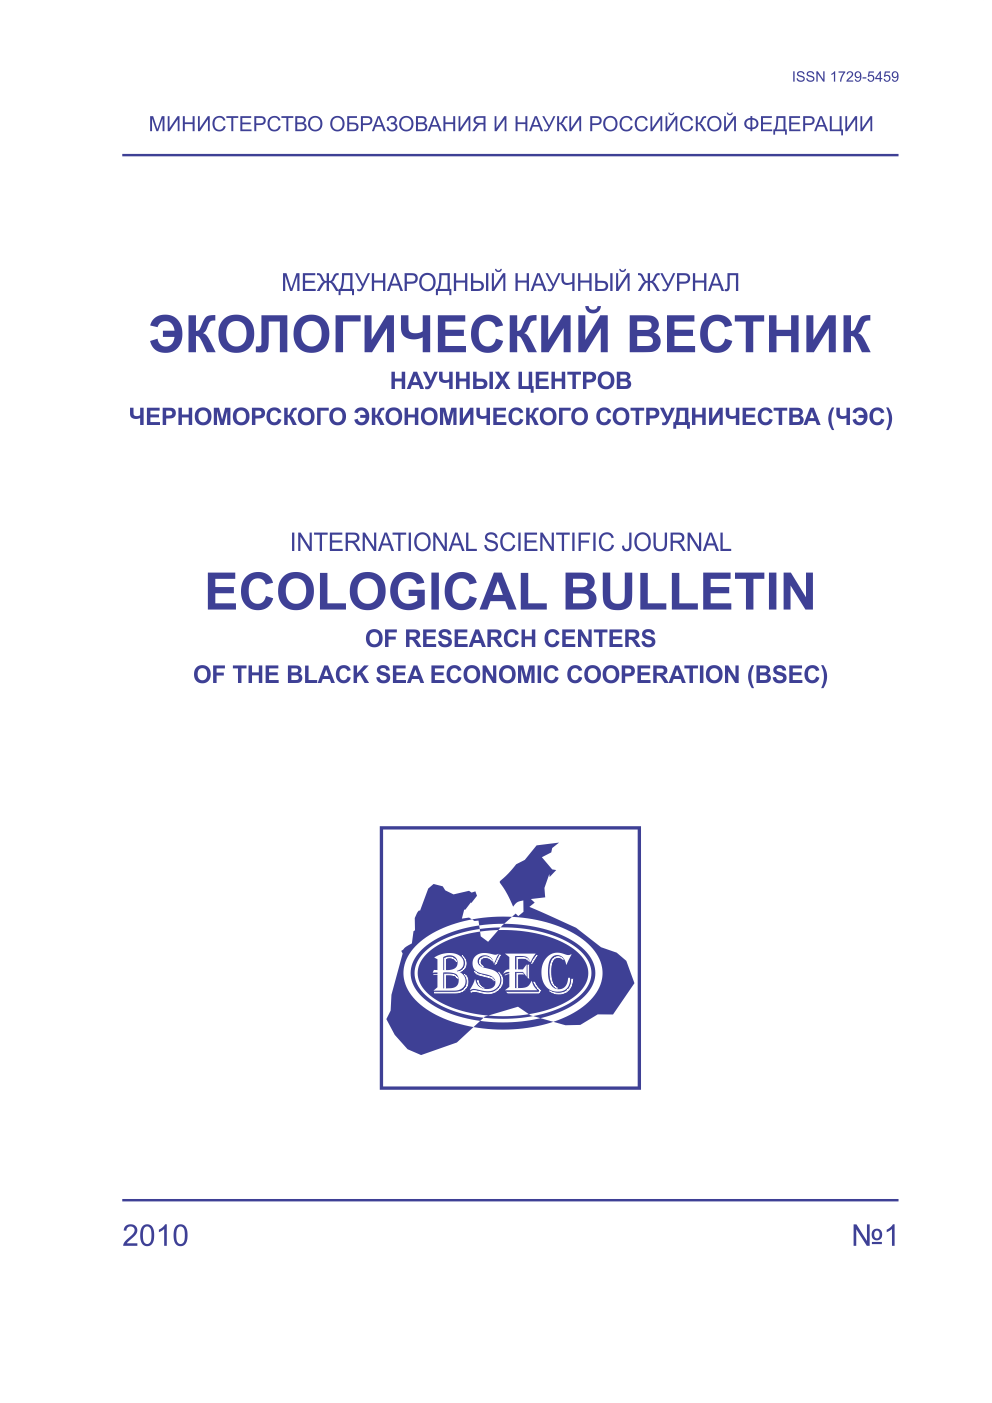 ISSN 1729-5459
МИНИСТЕРСТВО ОБРАЗОВАНИЯ И НАУКИ РОССИЙСКОЙ ФЕДЕРАЦИИ
МЕЖДУНАРОДНЫЙ НАУЧНЫЙ ЖУРНАЛ
ЭКОЛОГИЧЕСКИЙ ВЕСТНИК
НАУЧНЫХ ЦЕНТРОВ
ЧЕРНОМОРСКОГО ЭКОНОМИЧЕСКОГО СОТРУДНИЧЕСТВА (ЧЭС)
INTERNATIONAL SCIENTIFIC JOURNAL
ECOLOGICAL BULLETIN
OF RESEARCH CENTERS
OF THE BLACK SEA ECONOMIC COOPERATION (BSEC)
BSEC
2010 №1